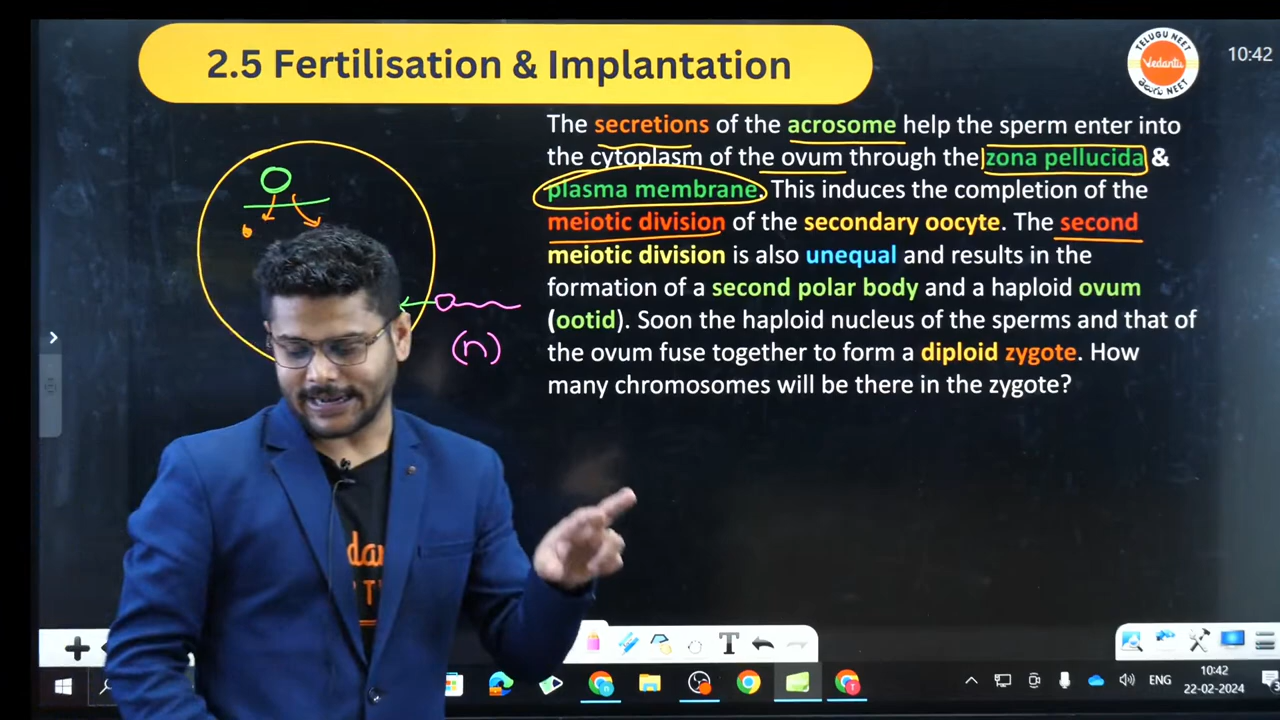 2.5 Fertilisation & Implantation
TELUGU NEET
Vedantu
తెలుగు NEET
10:42
The secretions of the acrosome help the sperm enter into
the cytoplasm of the ovum through the zona pellucida &
plasma membrane. This induces the completion of the
meiotic division of the secondary oocyte. The second
meiotic division is also unequal and results in the
formation of a second polar body and a haploid ovum
(ootid). Soon the haploid nucleus of the sperms and that of
the ovum fuse together to form a diploid zygote. How
many chromosomes will be there in the zygote?
(n)
dan
T
ENG
10:42
22-02-2024